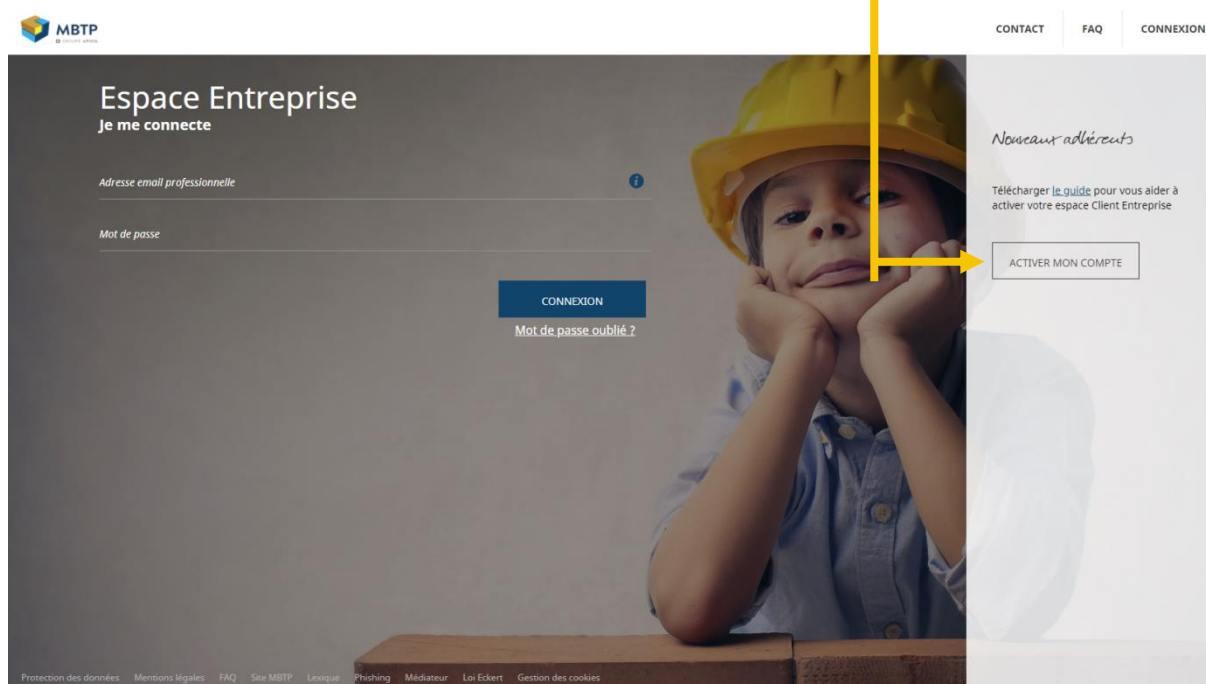 MBTP
CONTACT FAQ CONNEXION
Espace Entreprise
Je me connecte
Adresse email professionnelle
Mot de passe
CONNEXION
Mot de passe oublié ?
Nouveaux adhérents
Télécharger le guide pour vous aider à
activer votre espace Client Entreprise
ACTIVER MON COMPTE
Protection des données Mentions légales FAQ Site MBTP Lexique Phishing Médiateur Loi Eckert Gestion des cookies